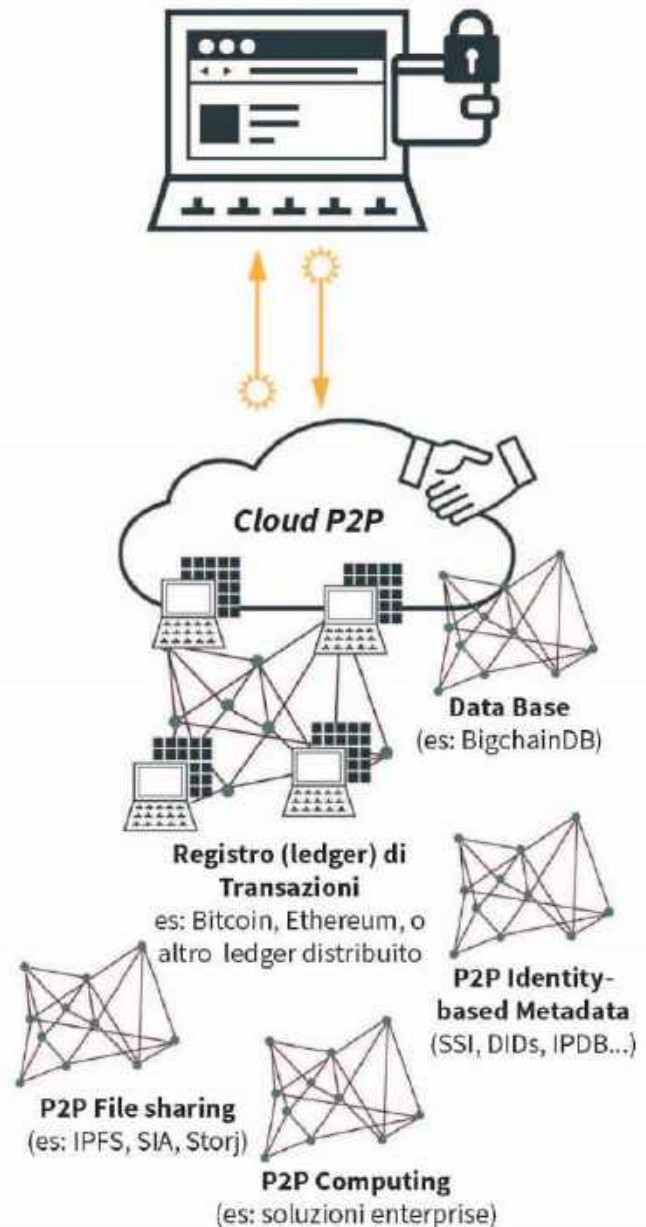 Cloud P2P
Data Base
(es: BigchainDB)
Registro (ledger) di
Transazioni
es: Bitcoin, Ethereum, o
altro ledger distribuito
P2P Identity-
based Metadata
(SSI, DIDs, IPDB...)
P2P File sharing
(es: IPFS, SIA, Storj)
P2P Computing
(es: soluzioni enterprise)